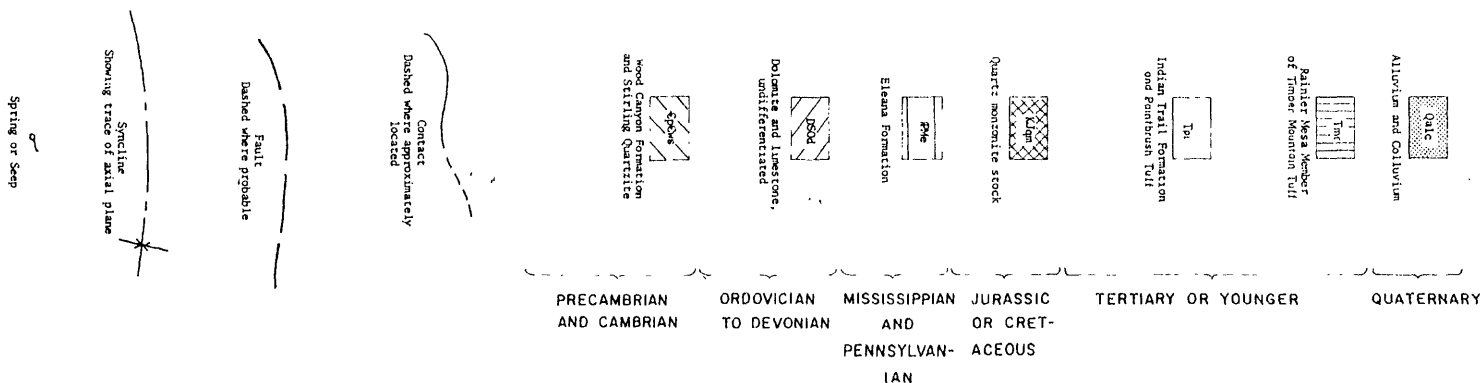 Qalc
Alluvium and Colluvium
Tmr
Rainier Mesa Member
of Timber Mountain Tuff
Tpi
Indian Trail Formation
and Paintbrush Tuff
KJqm
Quartz monzonite stock
PMe
Eleana Formation
DSOd
Dolomite and limestone,
undifferentiated
Wood Canyon Formation
and Stirling Quartzite
Contact
Dashed where approximately
located
Fault
Dashed where probable
Syncline
Showing trace of axial plane
Spring or Seep
PRECAMBRIAN
AND CAMBRIAN
ORDOVICIAN
TO DEVONIAN
MISSISSIPPIAN
AND
PENNSYLVAN-
IAN
JURASSIC
OR CRET-
ACEOUS
TERTIARY OR YOUNGER
QUATERNARY